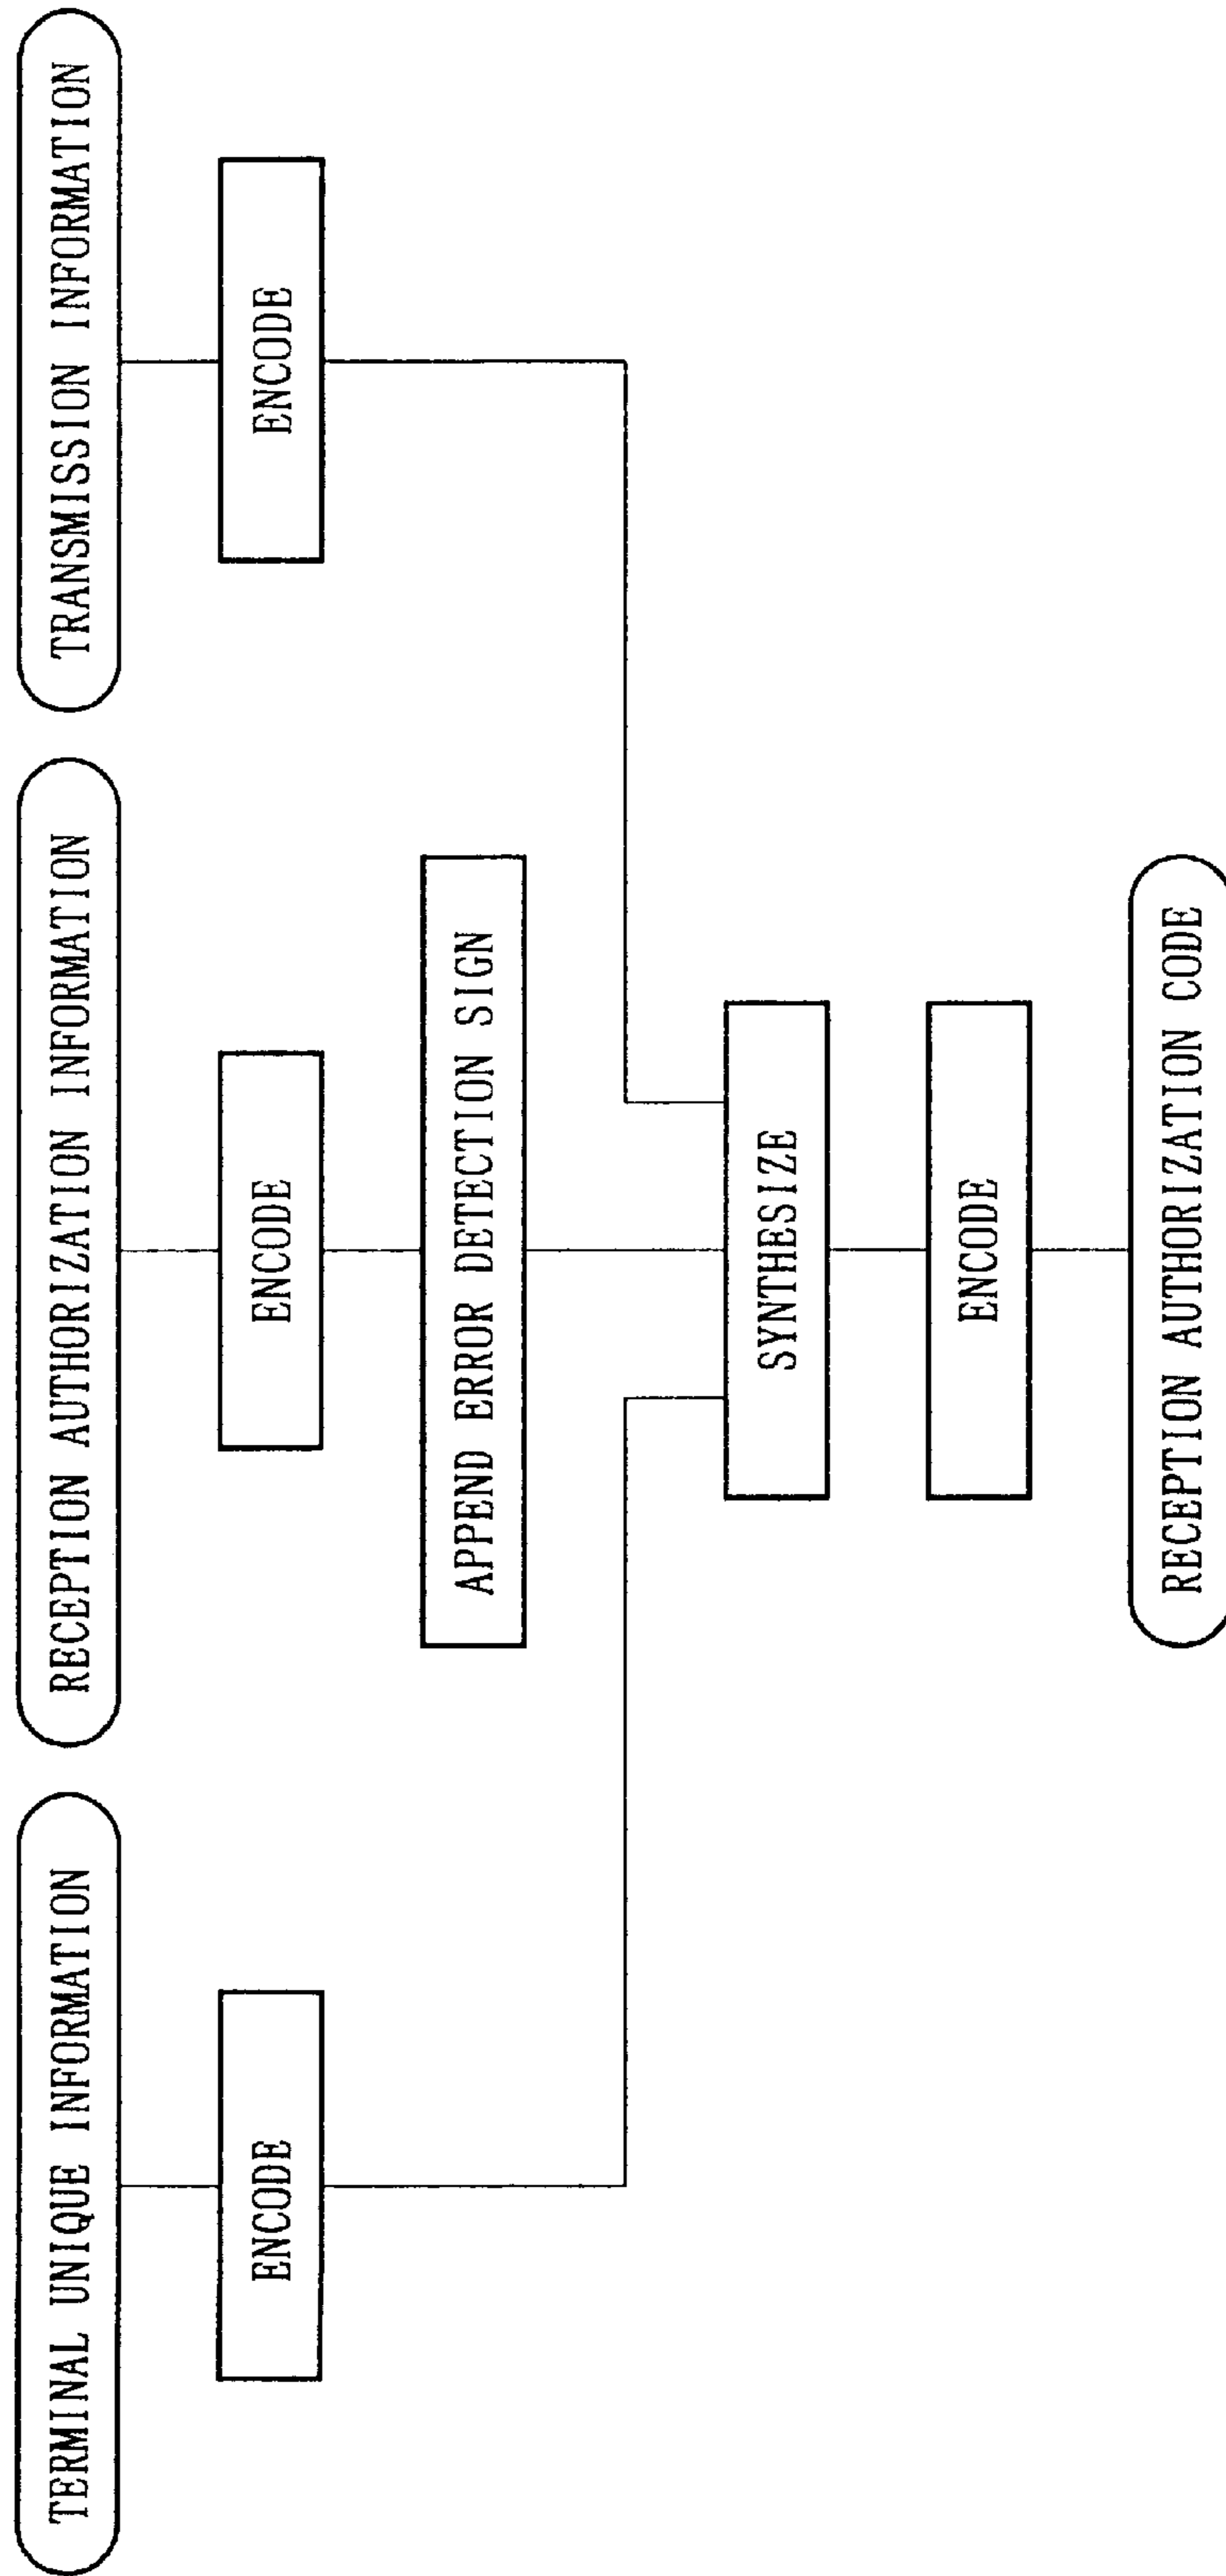 TERMINAL UNIQUE INFORMATION
RECEPTION AUTHORIZATION INFORMATION
TRANSMISSION INFORMATION
ENCODE
ENCODE
ENCODE
APPEND ERROR DETECTION SIGN
SYNTHESIZE
ENCODE
RECEPTION AUTHORIZATION CODE